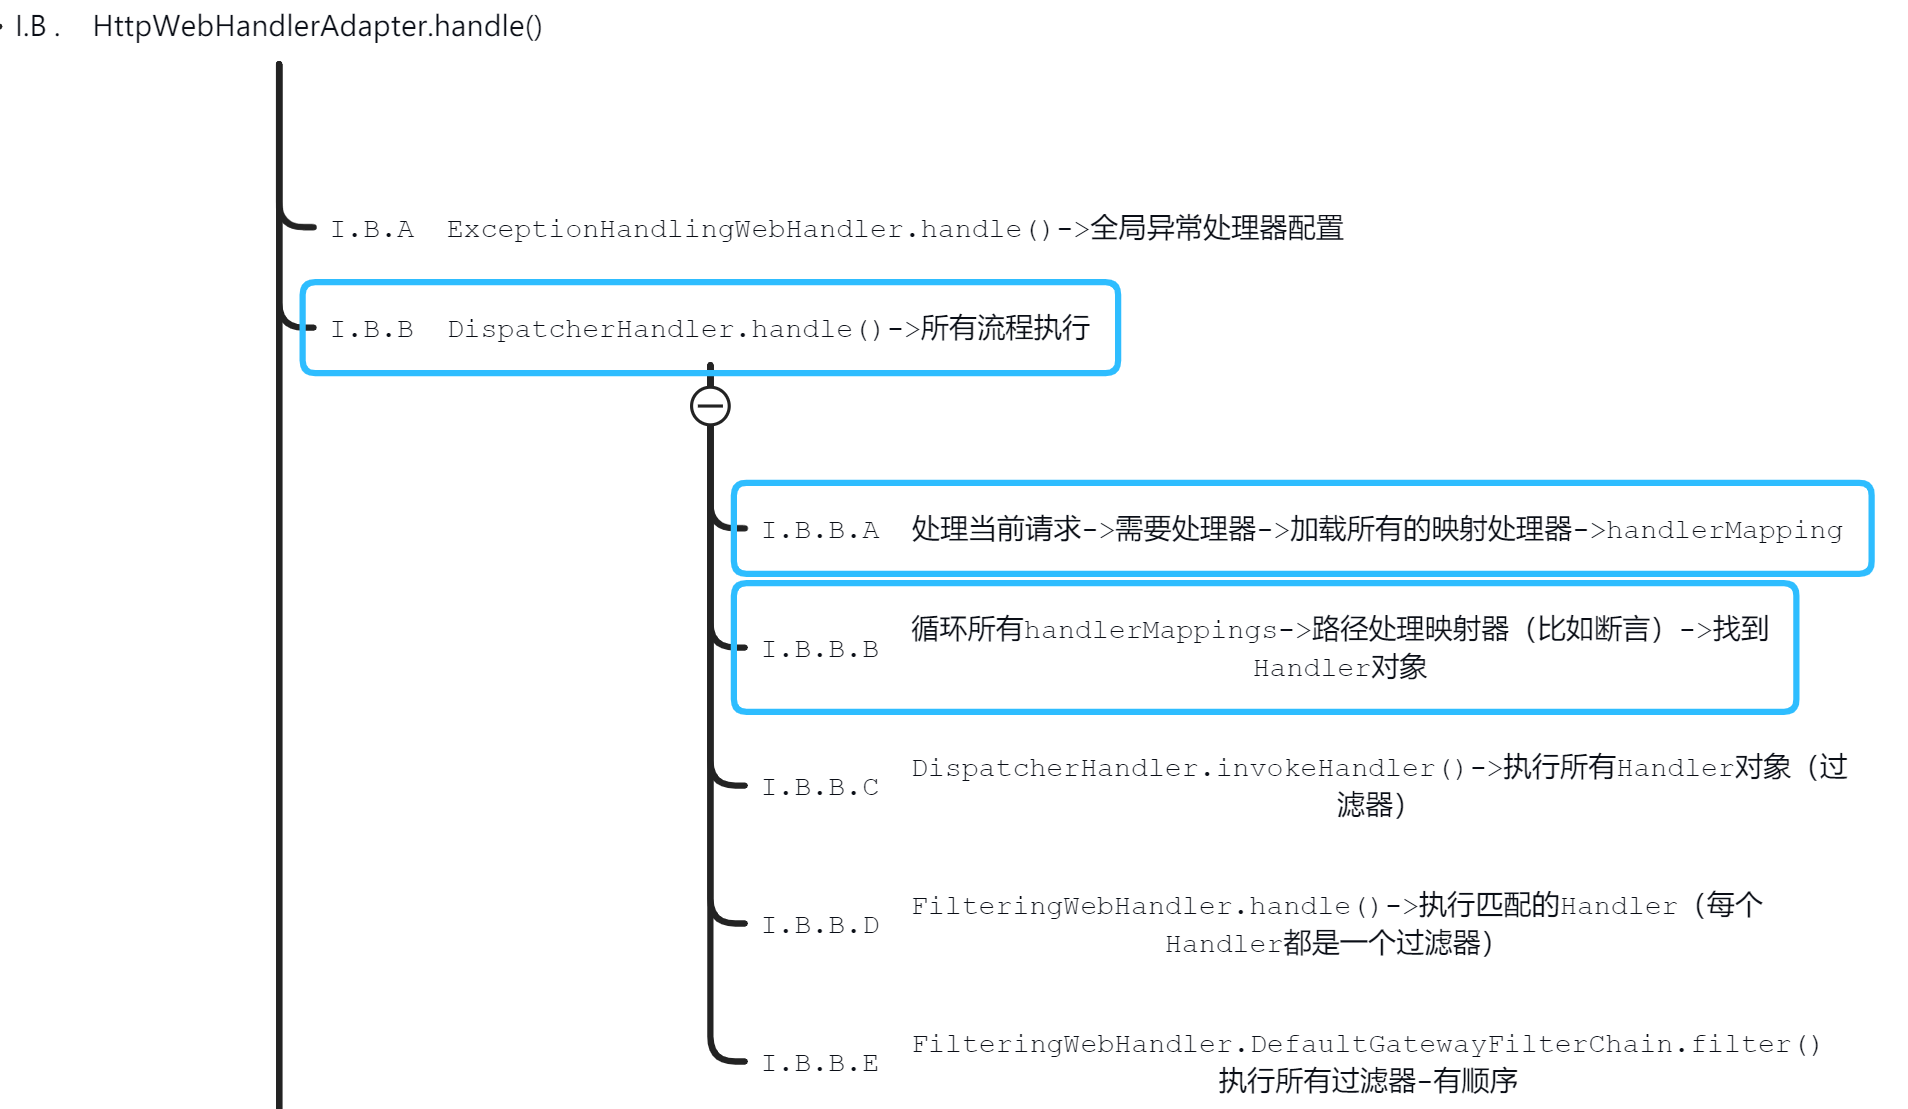 I.B . HttpWebHandlerAdapter.handle()
I.B.A ExceptionHandlingWebHandler.handle()->全局异常处理器配置
I.B.B DispatcherHandler.handle()->所有流程执行
I.B.B.A 处理当前请求->需要处理器->加载所有的映射处理器->handlerMapping
I.B.B.B 循环所有handlerMappings->路径处理映射器（比如断言）->找到
Handler对象
I.B.B.C DispatcherHandler.invokeHandler()->执行所有Handler对象（过
滤器）
I.B.B.D FilteringWebHandler.handle()->执行匹配的Handler（每个
Handler都是一个过滤器）
I.B.B.E FilteringWebHandler.DefaultGatewayFilterChain.filter()
执行所有过滤器-有顺序